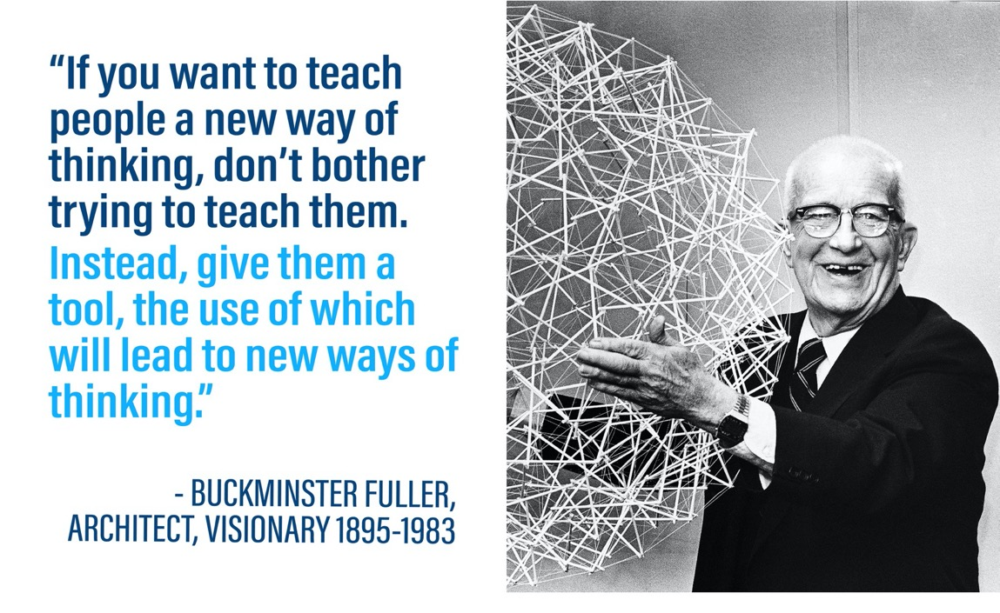 “If you want to teach
people a new way of
thinking, don’t bother
trying to teach them.
Instead, give them a
tool, the use of which
will lead to new ways of
thinking.”
- BUCKMINSTER FULLER,
ARCHITECT, VISIONARY 1895-1983